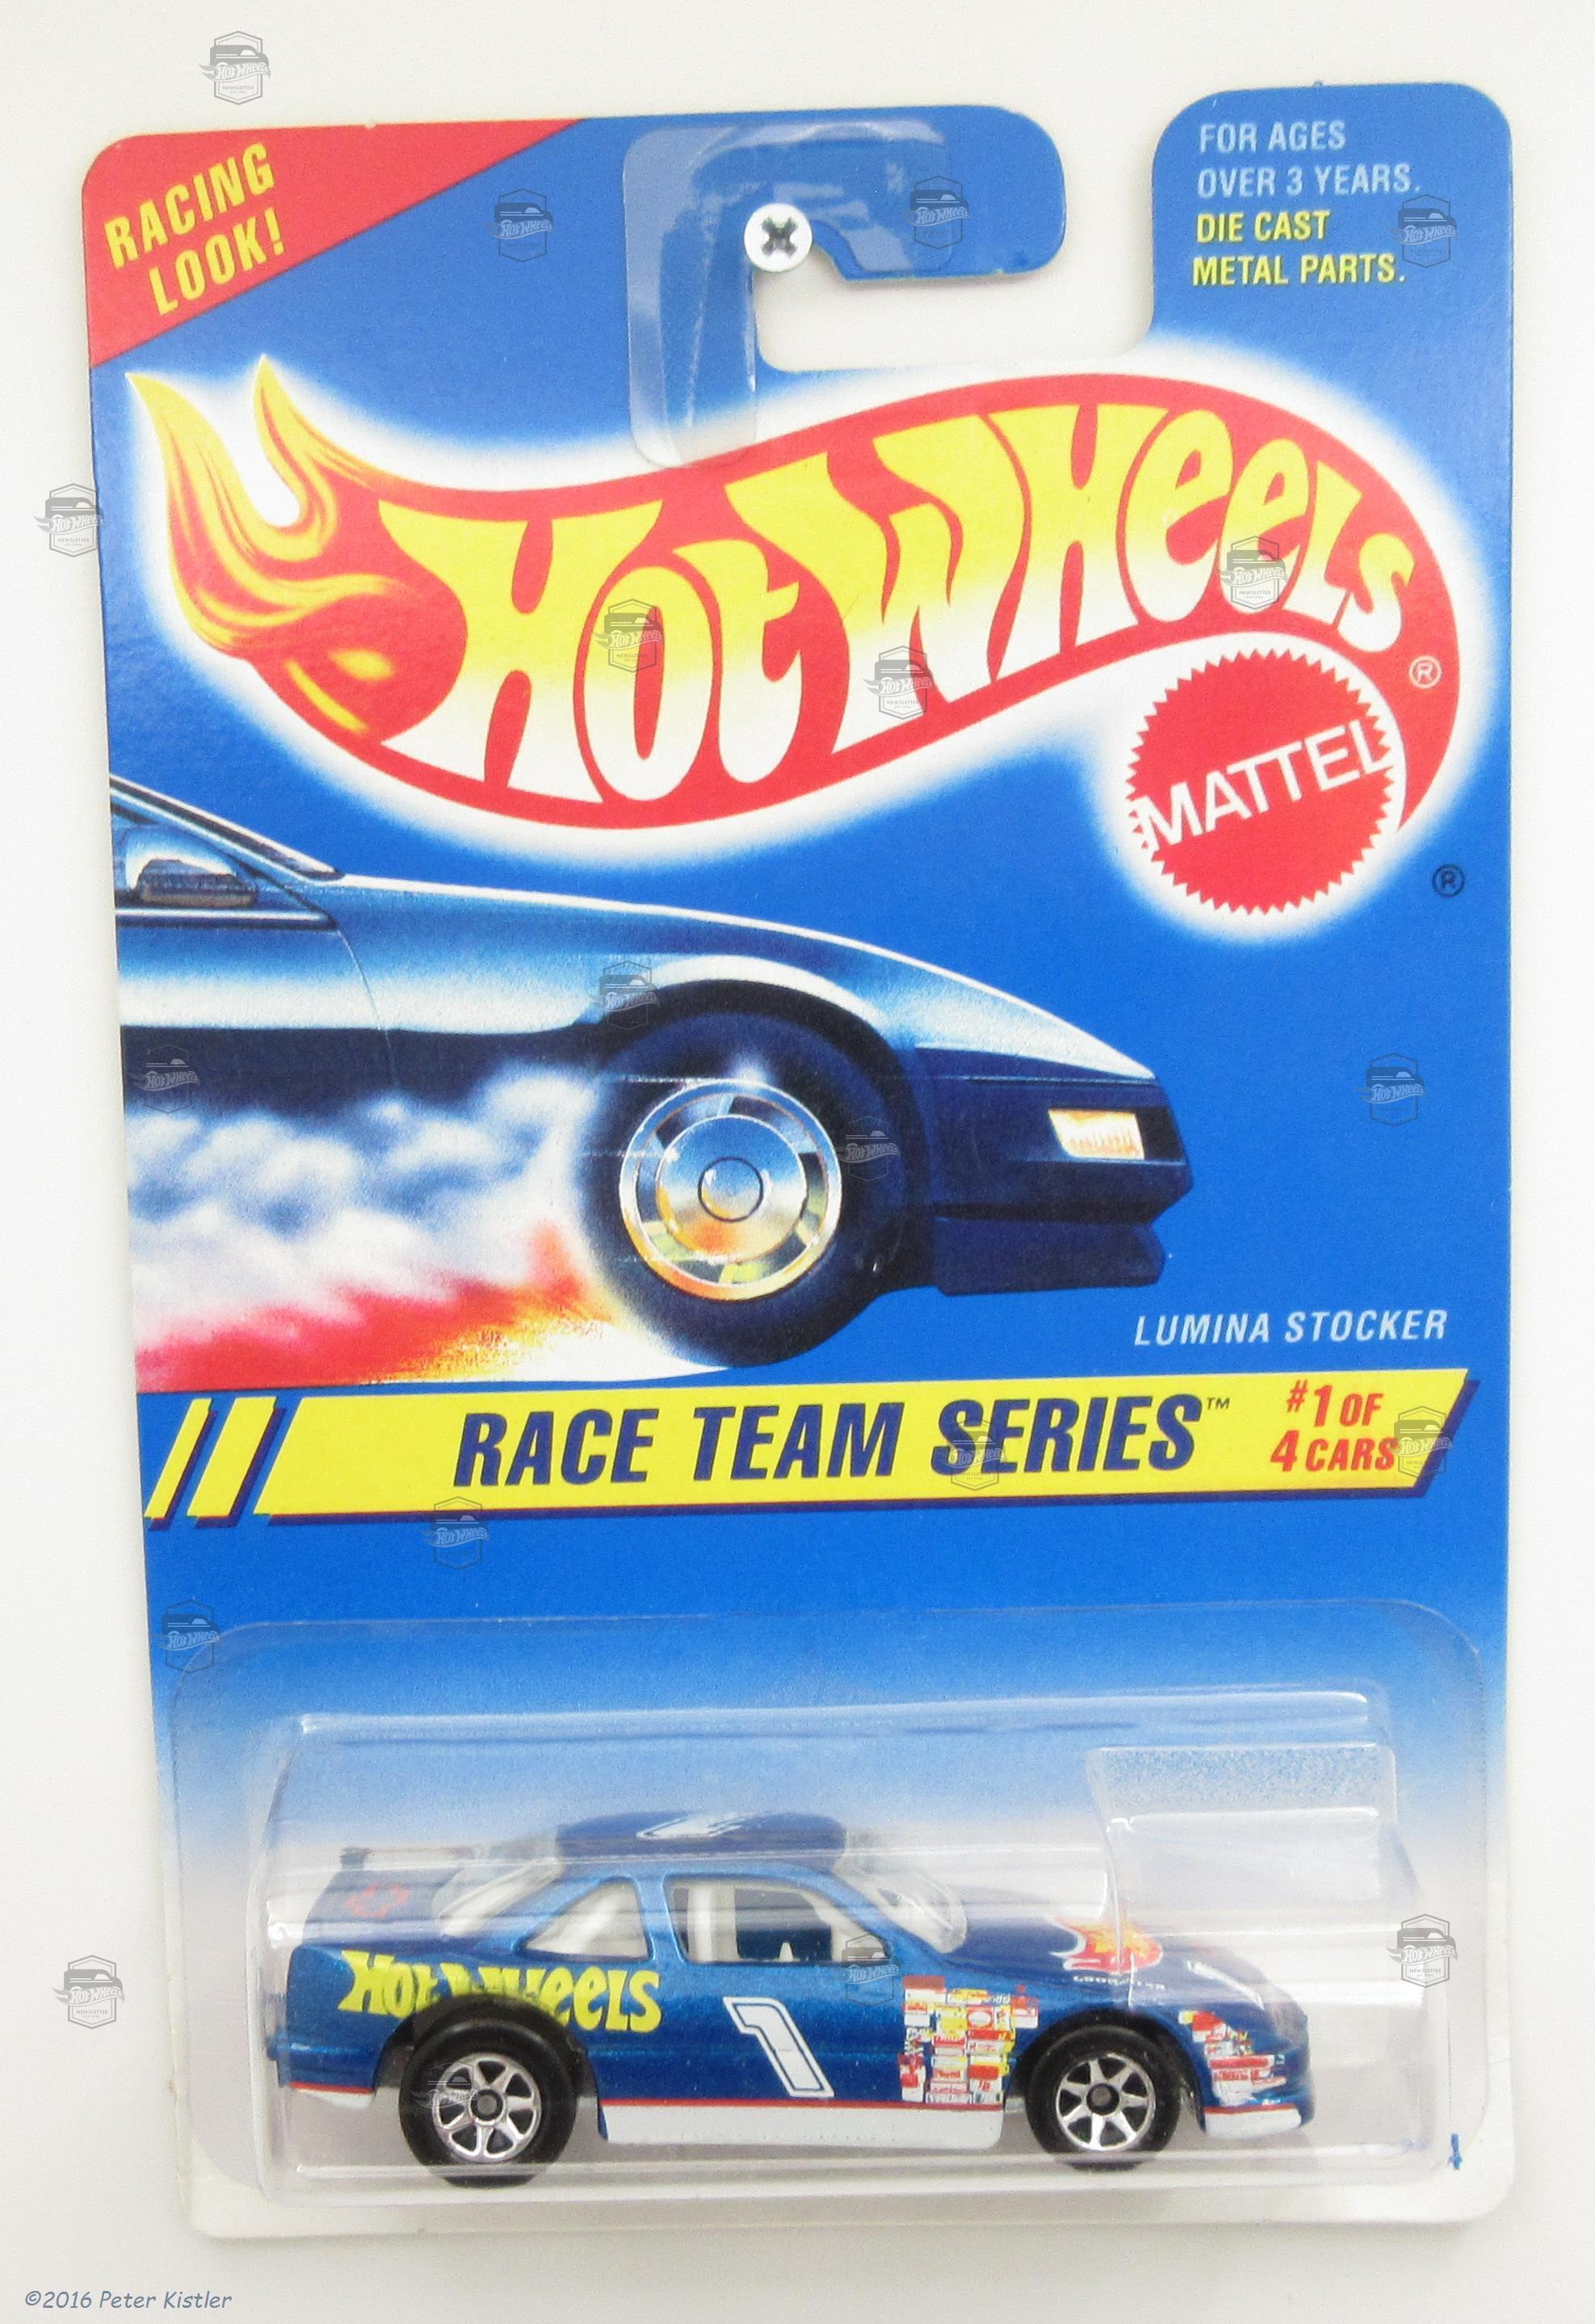 RACING
LOOK!
FOR AGES
OVER 3 YEARS.
DIE CAST
METAL PARTS.
HOT WHEELS
®
MATTEL
®
LUMINA STOCKER
RACE TEAM SERIES™
#1 OF
4 CARS
HOT WHEELS
1
©2016 Peter Kistler